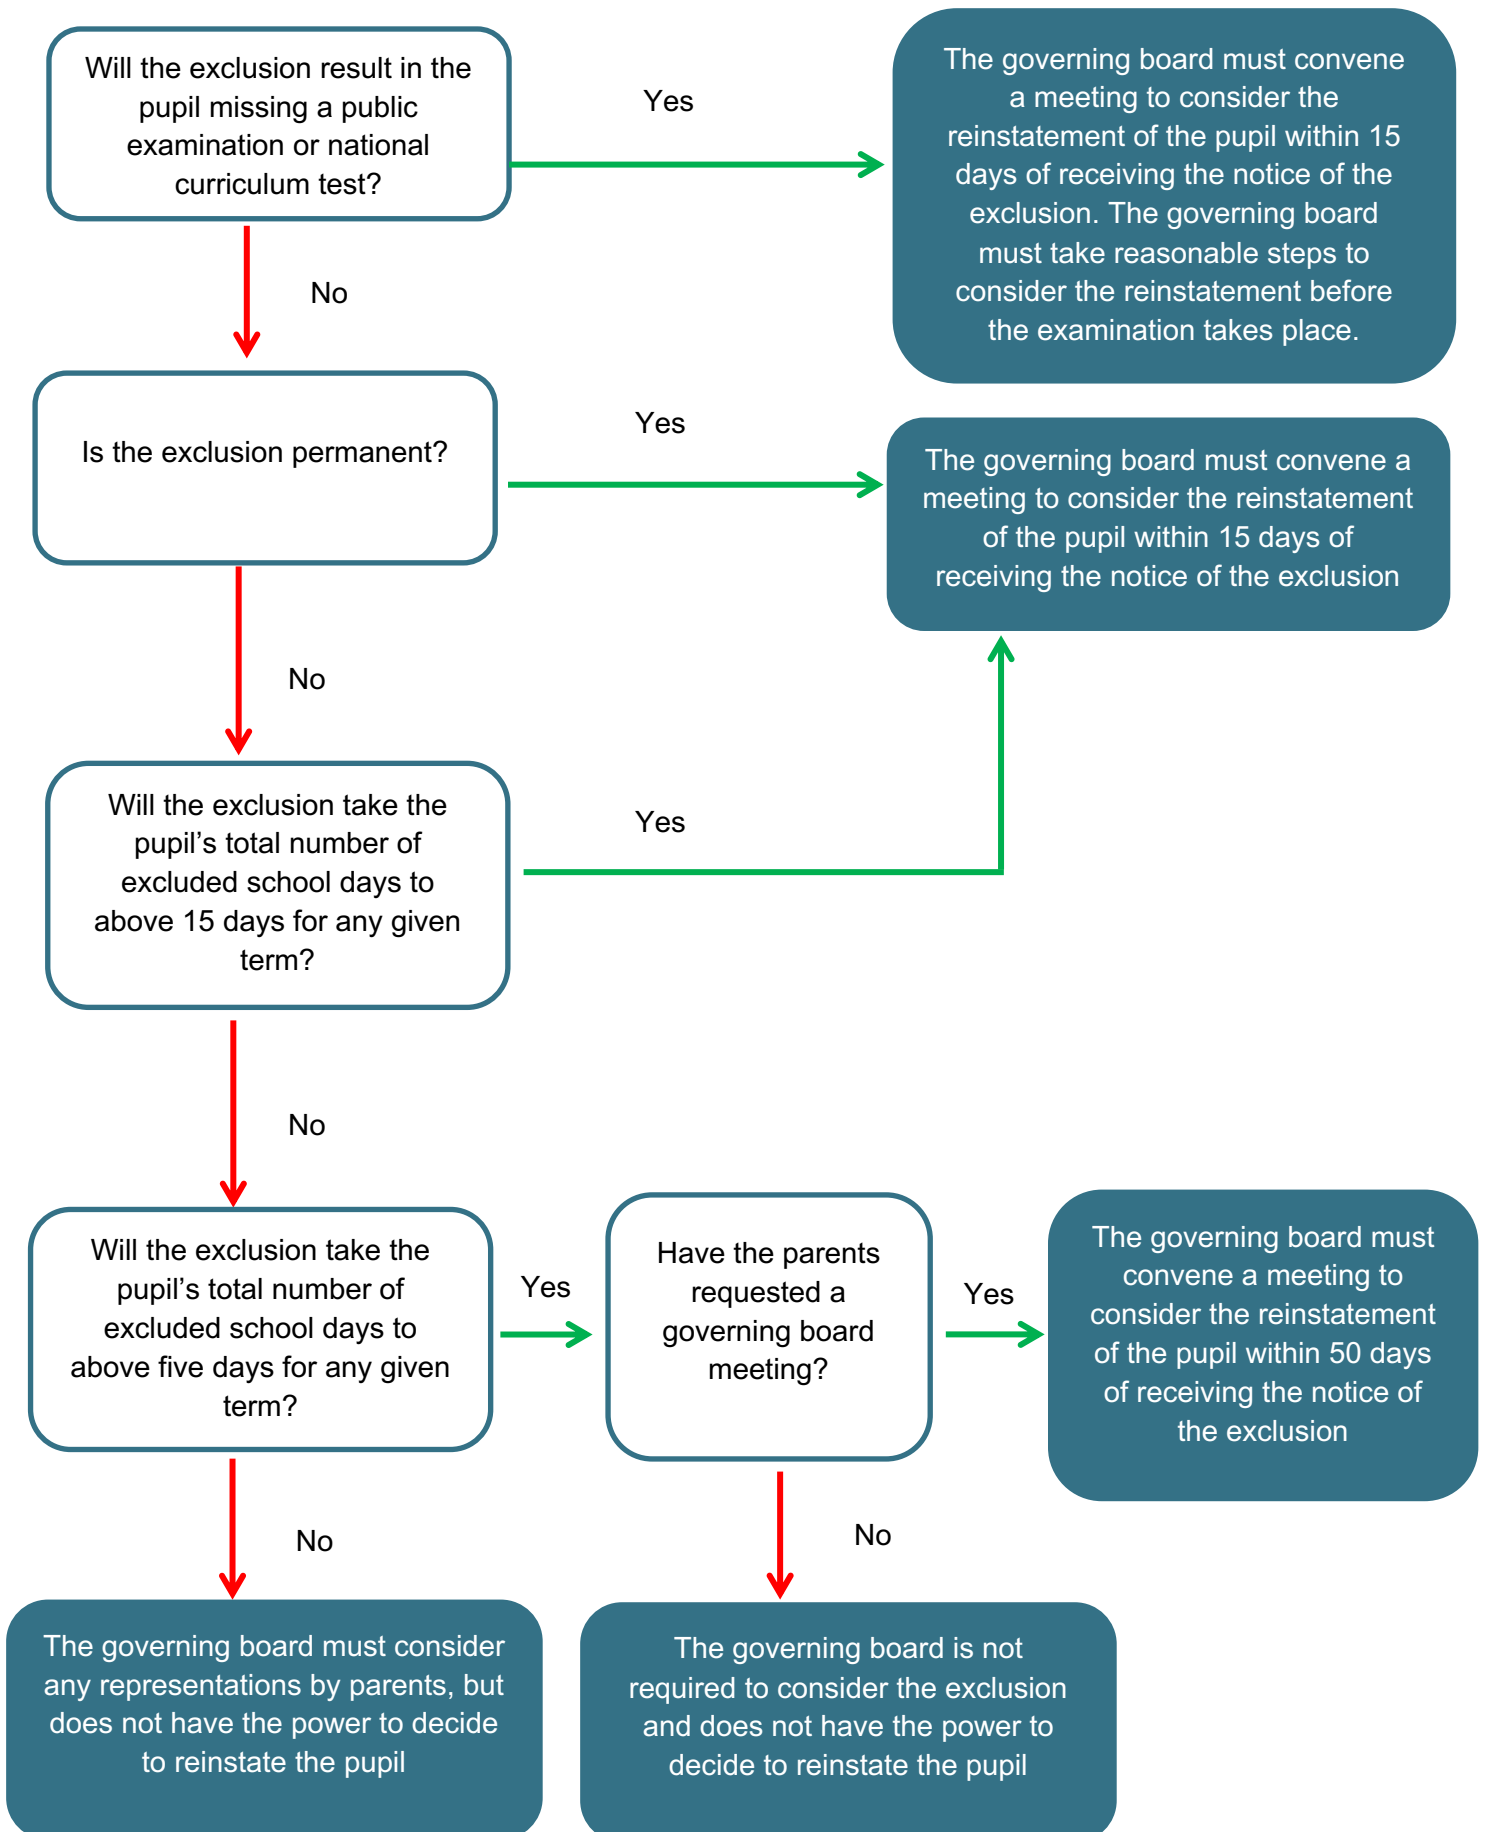 Will the exclusion result in the
pupil missing a public
examination or national
curriculum test?
Yes
The governing board must convene
a meeting to consider the
reinstatement of the pupil within 15
days of receiving the notice of the
exclusion. The governing board
must take reasonable steps to
consider the reinstatement before
the examination takes place.
No
Is the exclusion permanent?
Yes
The governing board must convene a
meeting to consider the reinstatement
of the pupil within 15 days of
receiving the notice of the exclusion
No
Will the exclusion take the
pupil’s total number of
excluded school days to
above 15 days for any given
term?
Yes
No
Will the exclusion take the
pupil’s total number of
excluded school days to
above five days for any given
term?
Yes
Have the parents
requested a
governing board
meeting?
Yes
The governing board must
convene a meeting to
consider the reinstatement
of the pupil within 50 days
of receiving the notice of
the exclusion
No
No
The governing board must consider
any representations by parents, but
does not have the power to decide
to reinstate the pupil
The governing board is not
required to consider the exclusion
and does not have the power to
decide to reinstate the pupil